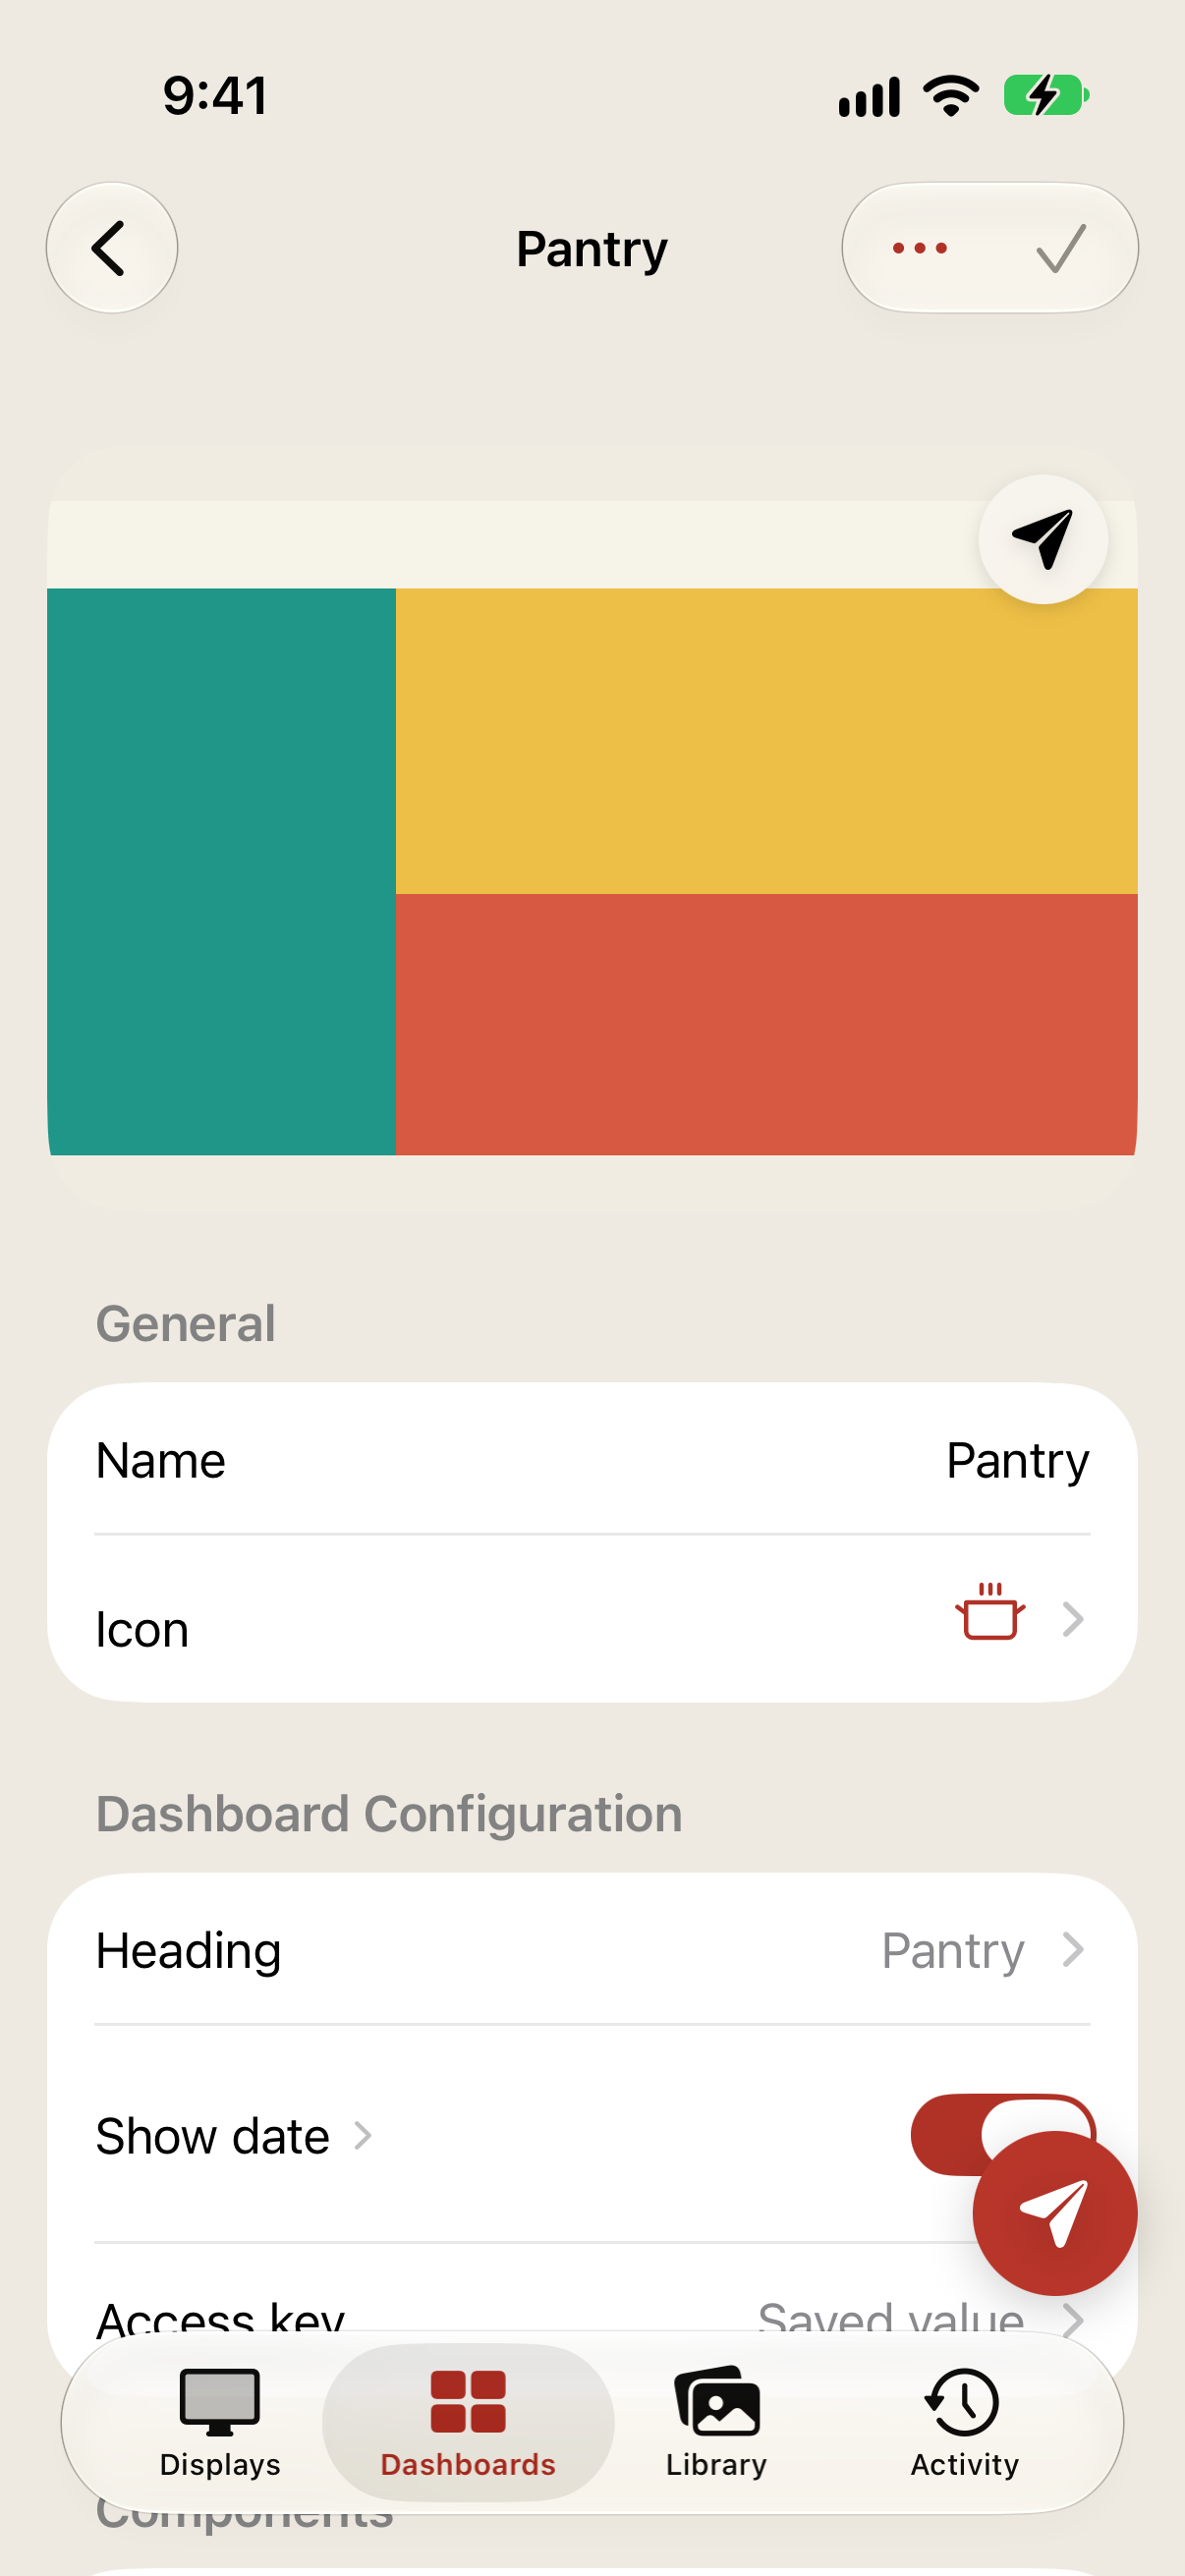 9:41
Pantry
General
Name Pantry
Icon
Dashboard Configuration
Heading Pantry
Show date
Access key Saved value
Displays Dashboards Library Activity
Components